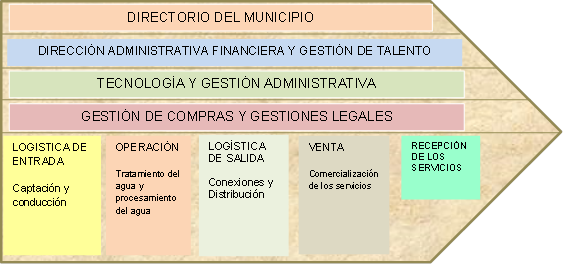 DIRECTORIO DEL MUNICIPIO
DIRECCIÓN ADMINISTRATIVA FINANCIERA Y GESTIÓN DE TALENTO
TECNOLOGÍA Y GESTIÓN ADMINISTRATIVA
GESTIÓN DE COMPRAS Y GESTIONES LEGALES
LOGISTICA DE
ENTRADA
Captación y
conducción
OPERACIÓN
Tratamiento del
agua y
procesamiento
del agua
LOGÍSTICA
DE SALIDA
Conexiones y
Distribución
VENTA
Comercialización
de los servicios
RECEPCIÓN
DE LOS
SERVICIOS